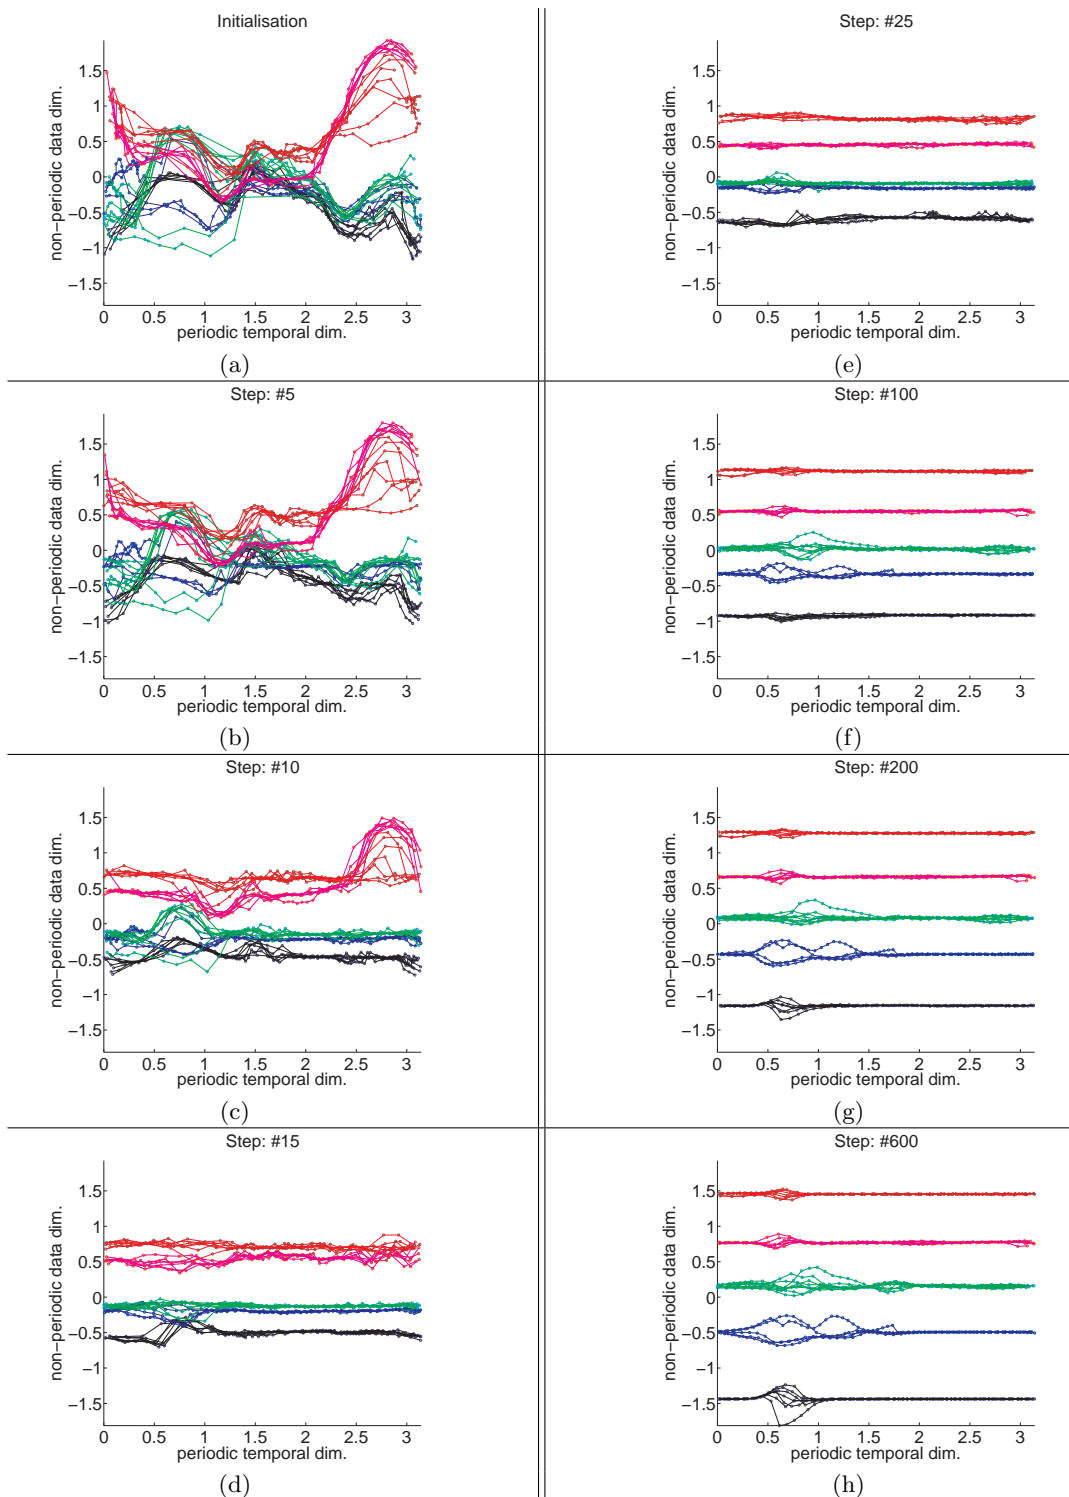 Initialisation
non−periodic data dim.
1.5
1
0.5
0
−0.5
−1
−1.5
0 0.5 1 1.5 2 2.5 3
periodic temporal dim.
(a)
Step: #5
non−periodic data dim.
1.5
1
0.5
0
−0.5
−1
−1.5
0 0.5 1 1.5 2 2.5 3
periodic temporal dim.
(b)
Step: #10
non−periodic data dim.
1.5
1
0.5
0
−0.5
−1
−1.5
0 0.5 1 1.5 2 2.5 3
periodic temporal dim.
(c)
Step: #15
non−periodic data dim.
1.5
1
0.5
0
−0.5
−1
−1.5
0 0.5 1 1.5 2 2.5 3
periodic temporal dim.
(d)
Step: #25
non−periodic data dim.
1.5
1
0.5
0
−0.5
−1
−1.5
0 0.5 1 1.5 2 2.5 3
periodic temporal dim.
(e)
Step: #100
non−periodic data dim.
1.5
1
0.5
0
−0.5
−1
−1.5
0 0.5 1 1.5 2 2.5 3
periodic temporal dim.
(f)
Step: #200
non−periodic data dim.
1.5
1
0.5
0
−0.5
−1
−1.5
0 0.5 1 1.5 2 2.5 3
periodic temporal dim.
(g)
Step: #600
non−periodic data dim.
1.5
1
0.5
0
−0.5
−1
−1.5
0 0.5 1 1.5 2 2.5 3
periodic temporal dim.
(h)